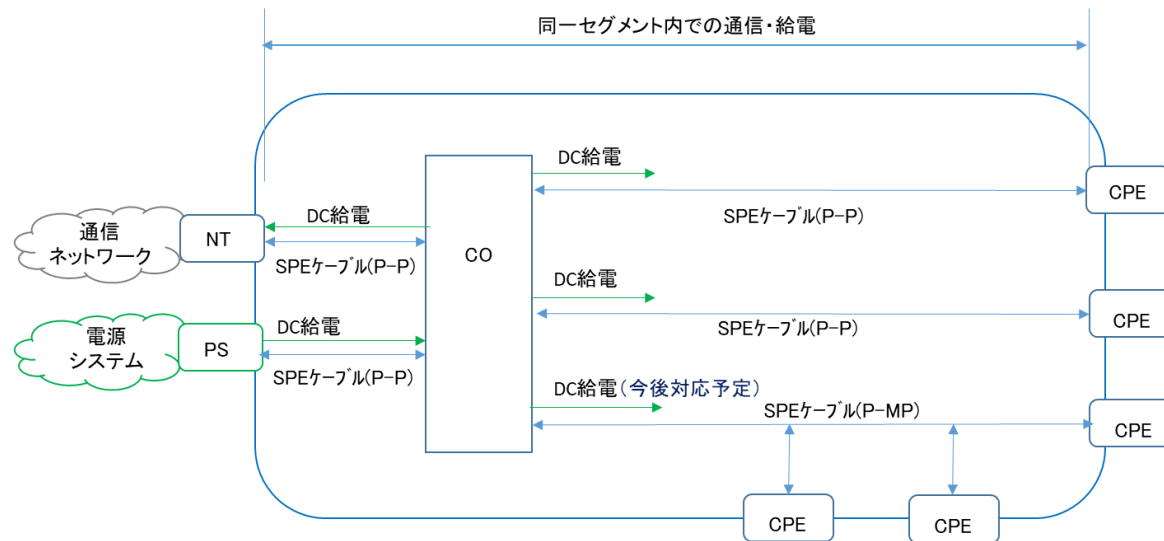 同一セグメント内での通信・給電
DC給電
CPE
SPEケーブル(P-P)
通信
ネットワーク
NT
DC給電
SPEケーブル(P-P)
CO
DC給電
CPE
SPEケーブル(P-P)
電源
システム
PS
DC給電
SPEケーブル(P-P)
DC給電(今後対応予定)
SPEケーブル(P-MP)
CPE
CPE
CPE